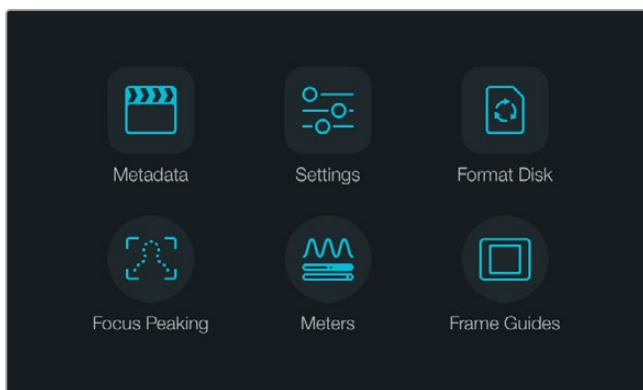 Metadata Settings Format Disk
Focus Peaking Meters Frame Guides